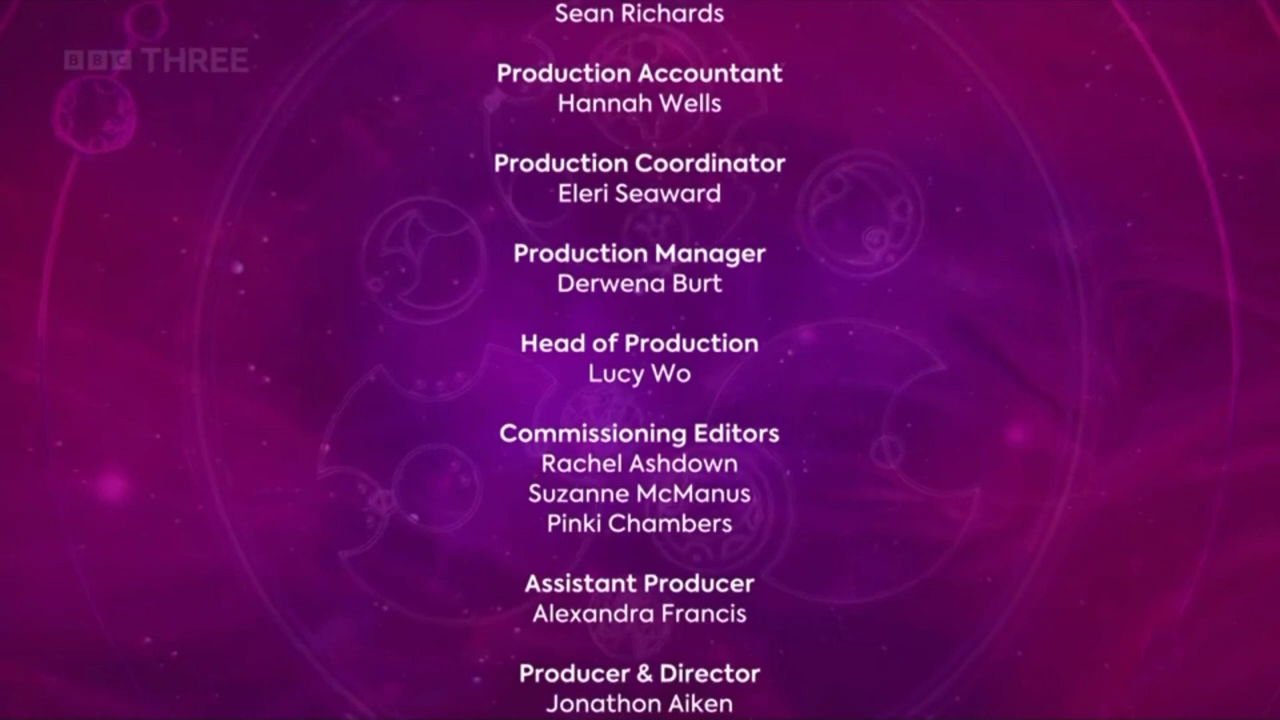 Sean Richards
BBC THREE
Production Accountant
Hannah Wells
Production Coordinator
Eleri Seaward
Production Manager
Derwena Burt
Head of Production
Lucy Wo
Commissioning Editors
Rachel Ashdown
Suzanne McManus
Pinki Chambers
Assistant Producer
Alexandra Francis
Producer & Director
Jonathon Aiken